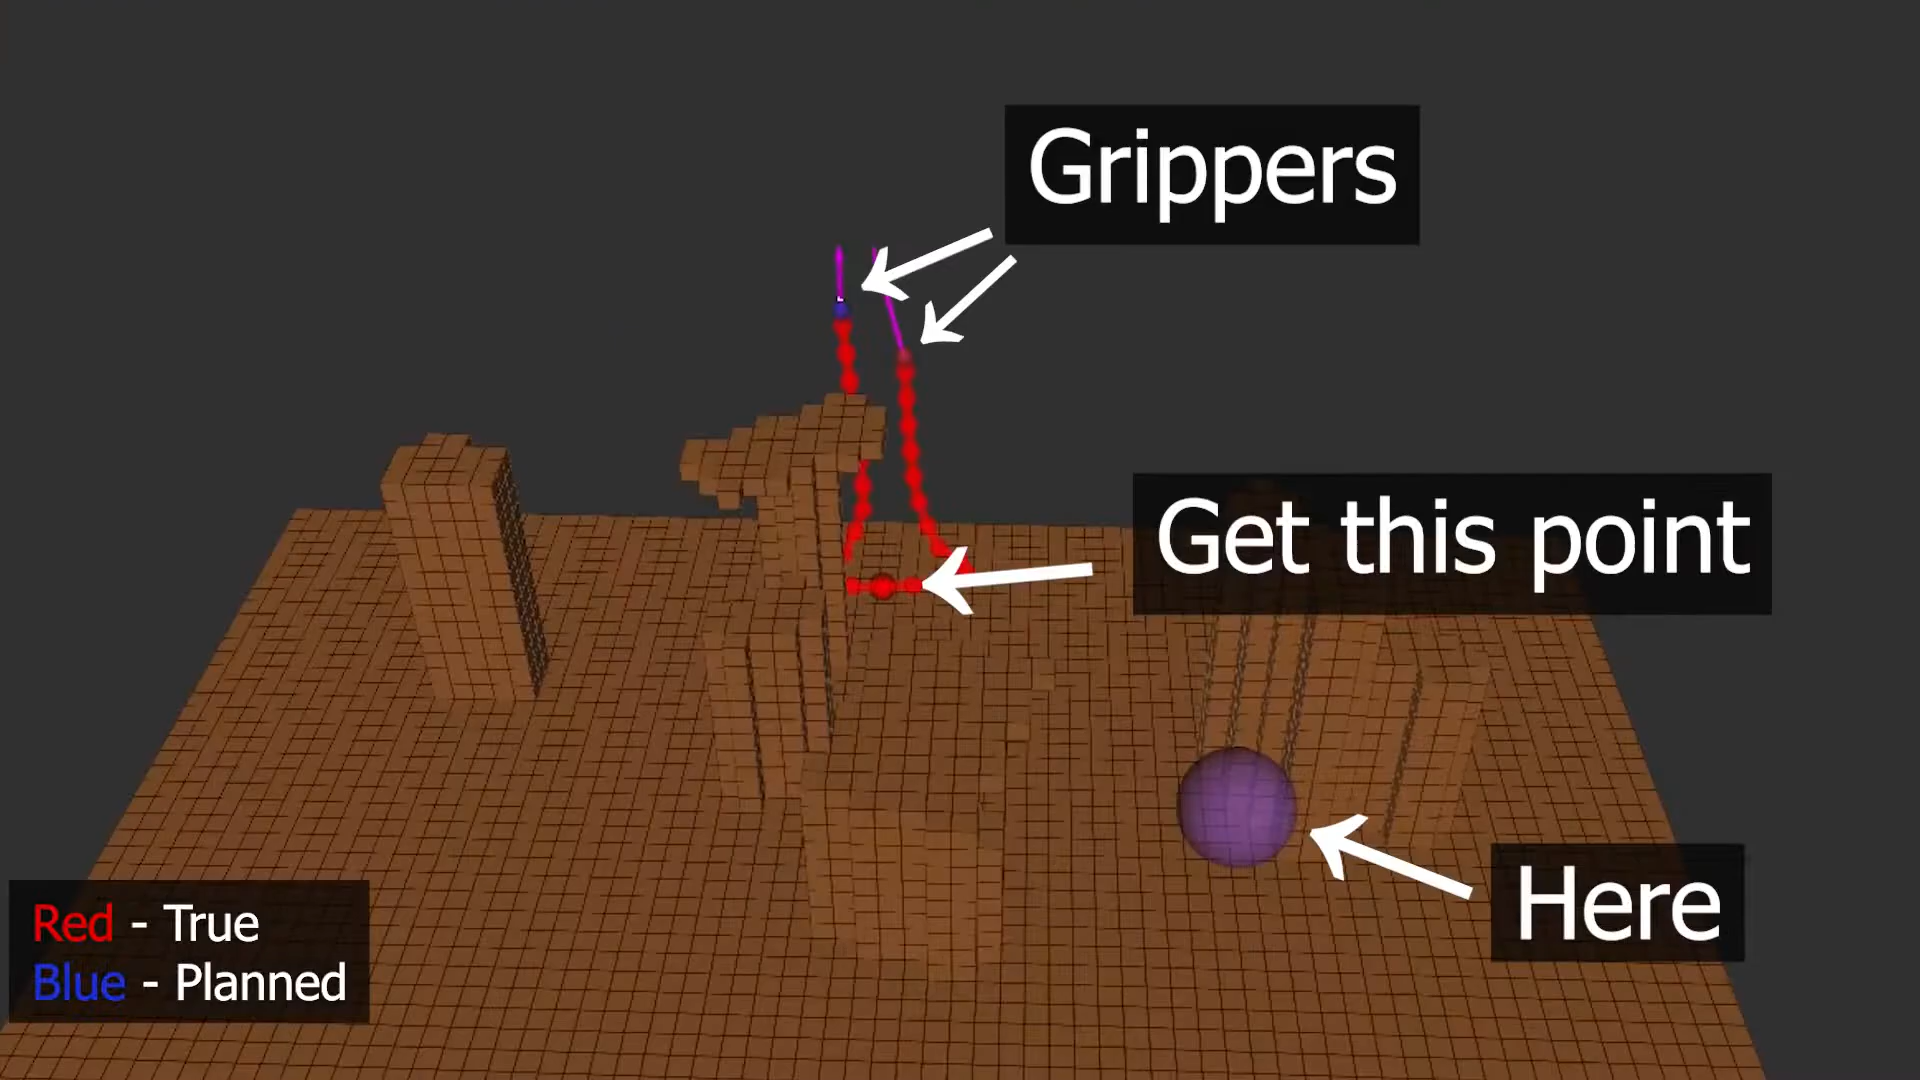 Grippers
Get this point
Here
Red - True
Blue - Planned